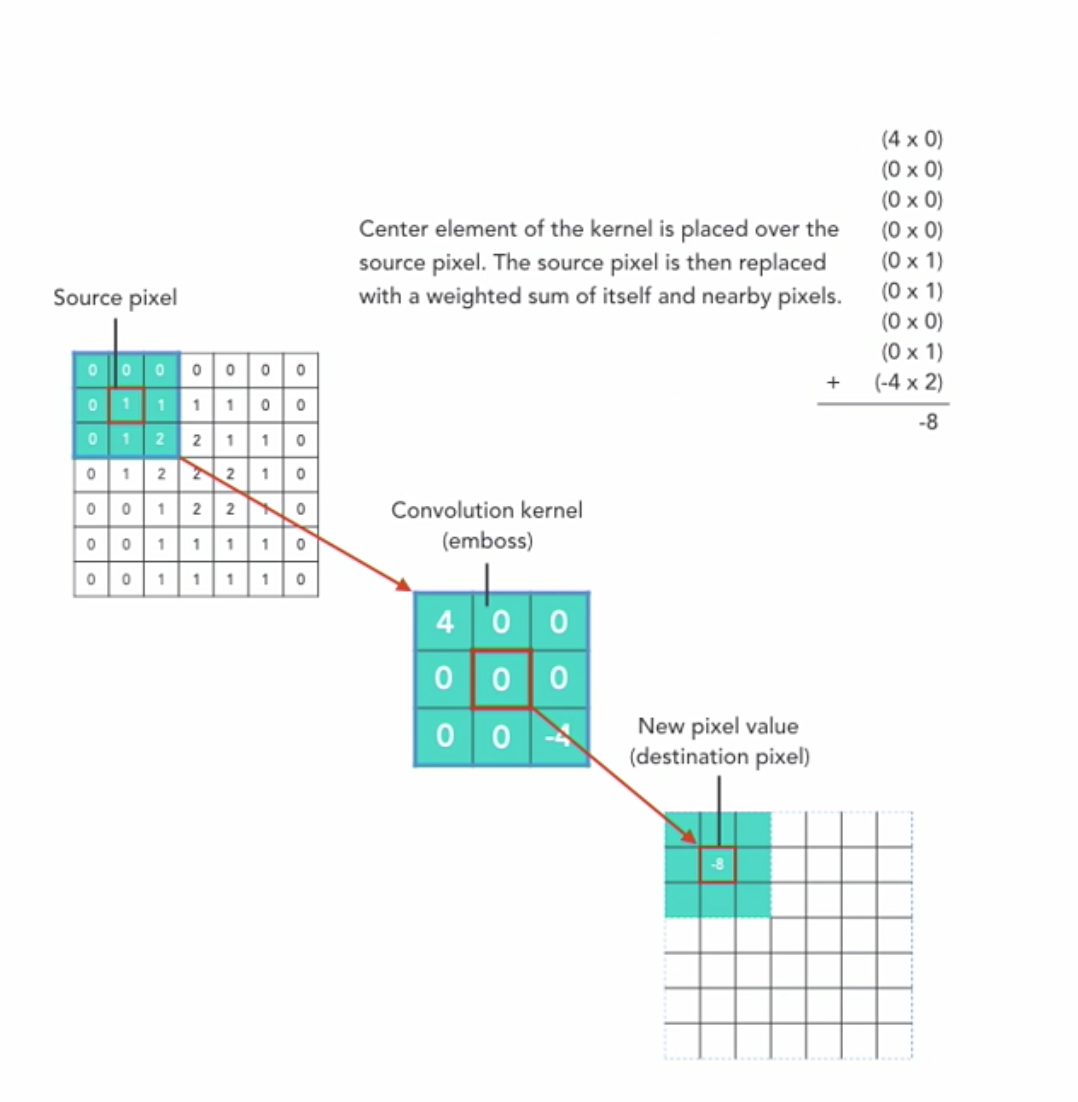 (4 x 0)
(0 x 0)
(0 x 0)
(0 x 0)
(0 x 1)
(0 x 1)
(0 x 0)
(0 x 1)
+ (-4 x 2)
-8
Center element of the kernel is placed over the
source pixel. The source pixel is then replaced
with a weighted sum of itself and nearby pixels.
Source pixel
0 0 0 0 0 0 0
0 1 1 1 1 0 0
0 1 2 2 1 1 0
0 1 2 2 2 1 0
0 0 1 2 2 1 0
0 0 1 1 1 1 0
0 0 1 1 1 1 0
Convolution kernel
(emboss)
4 0 0
0 0 0
0 0 -4
New pixel value
(destination pixel)
-8